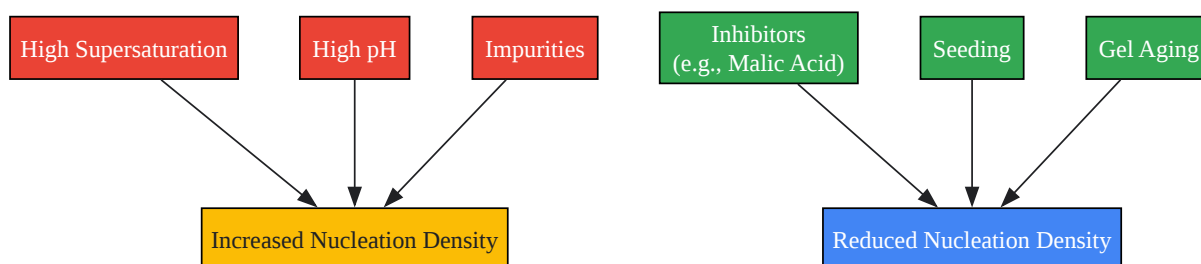 High Supersaturation
High pH
Impurities
Inhibitors
(e.g., Malic Acid)
Seeding
Gel Aging
Increased Nucleation Density
Reduced Nucleation Density